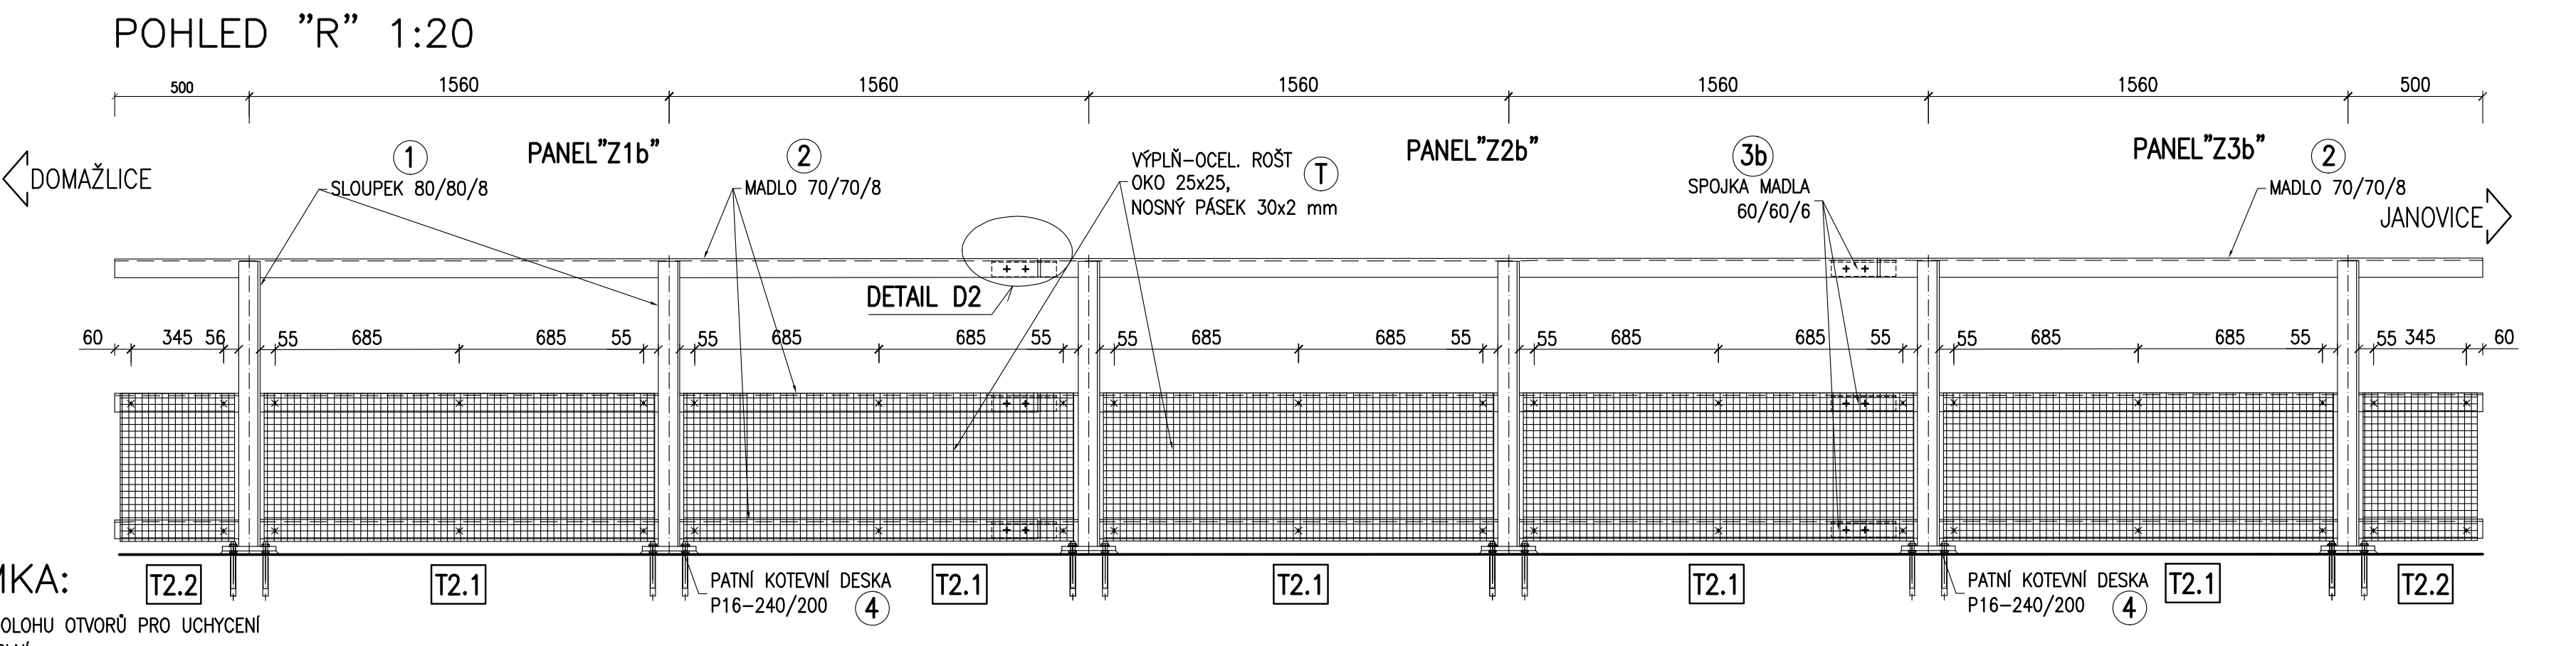 POHLED "R" 1:20
500 1560 1560 1560 1560 1560 500
PANEL"Z1b" PANEL"Z2b" PANEL"Z3b"
DOMAŽLICE
1
SLOUPEK 80/80/8
2
MADLO 70/70/8
VÝPLŇ-OCEL. ROŠT
OKO 25x25,
NOSNÝ PÁSEK 30x2 mm
T
3b
SPOJKA MADLA
60/60/6
2
MADLO 70/70/8
JANOVICE
DETAIL D2
60 345 56 55 685 685 55 55 685 685 55 55 685 685 55 55 685 685 55 55 685 685 55 55 345 60
T2.2 T2.1 T2.1 T2.1 T2.1 T2.1 T2.2
PATNÍ KOTEVNÍ DESKA
P16-240/200 4
PATNÍ KOTEVNÍ DESKA
P16-240/200 4
MKA:
OLOHU OTVORŮ PRO UCHYCENÍ